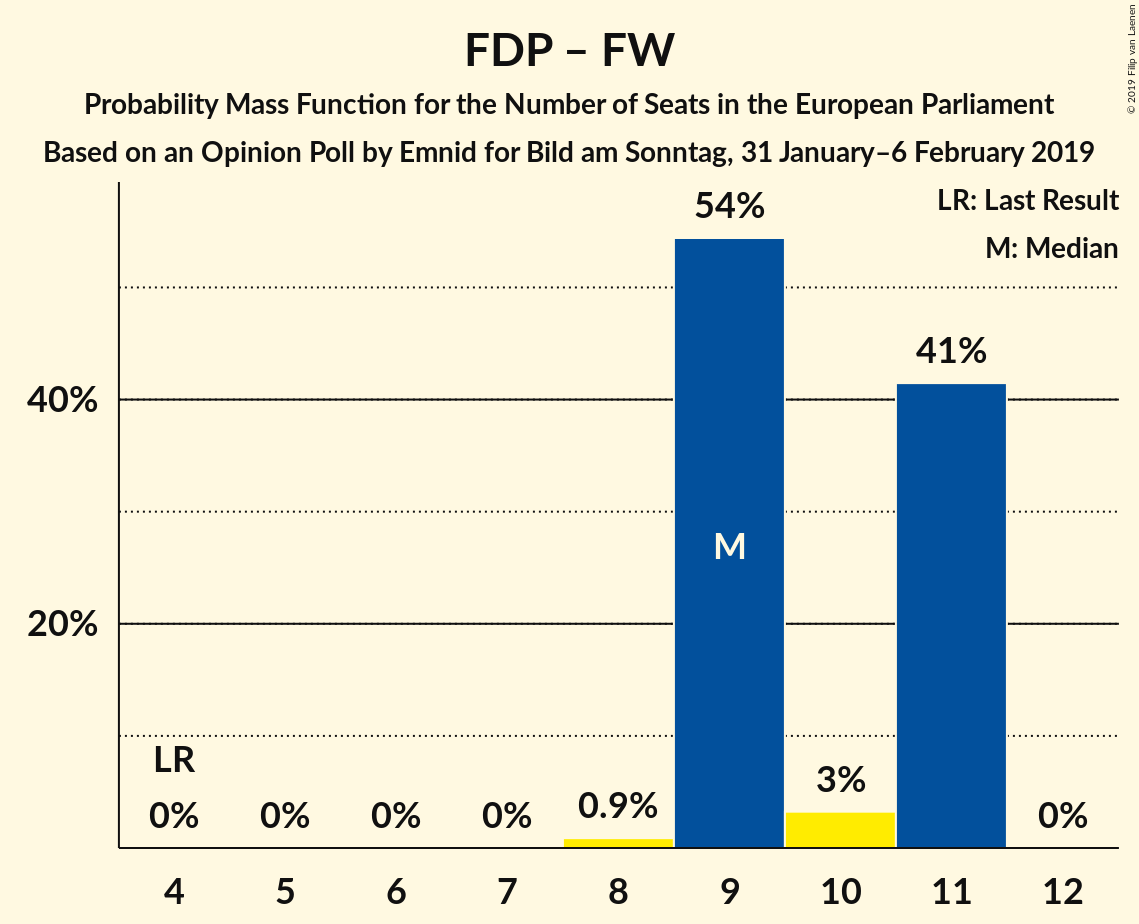 FDP – FW
Probability Mass Function for the Number of Seats in the European Parliament
Based on an Opinion Poll by Emnid for Bild am Sonntag, 31 January–6 February 2019
© 2019 Filip van Laenen
LR: Last Result
M: Median
54%
41%
40%
M
20%
LR
0%
0%
0%
0%
0.9%
3%
0%
4
5
6
7
8
9
10
11
12